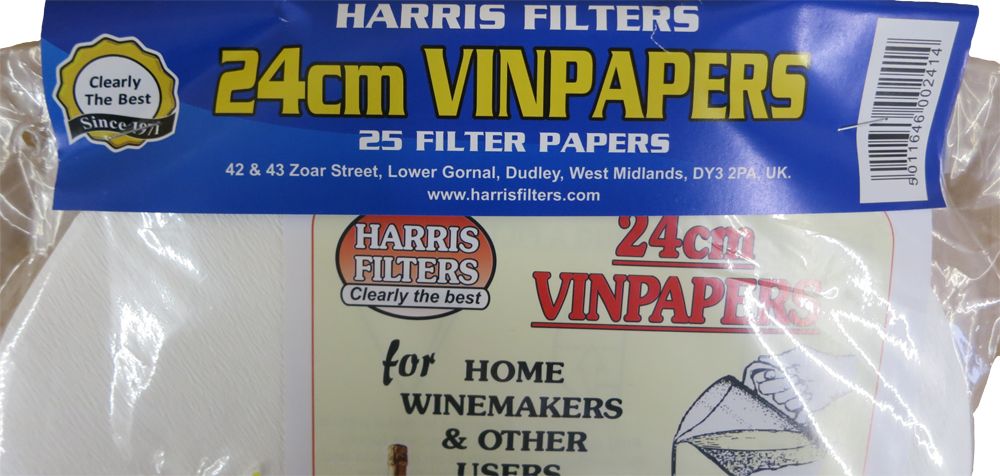 HARRIS FILTERS
24cm VINPAPERS
25 FILTER PAPERS
42 & 43 Zoar Street, Lower Gornal, Dudley, West Midlands, DY3 2PA, UK.
www.harrisfilters.com
Clearly
The Best
Since 1971
5011646002414
HARRIS
FILTERS
Clearly the best
24cm
VINPAPERS
for HOME
WINEMAKERS
& OTHER
USERS